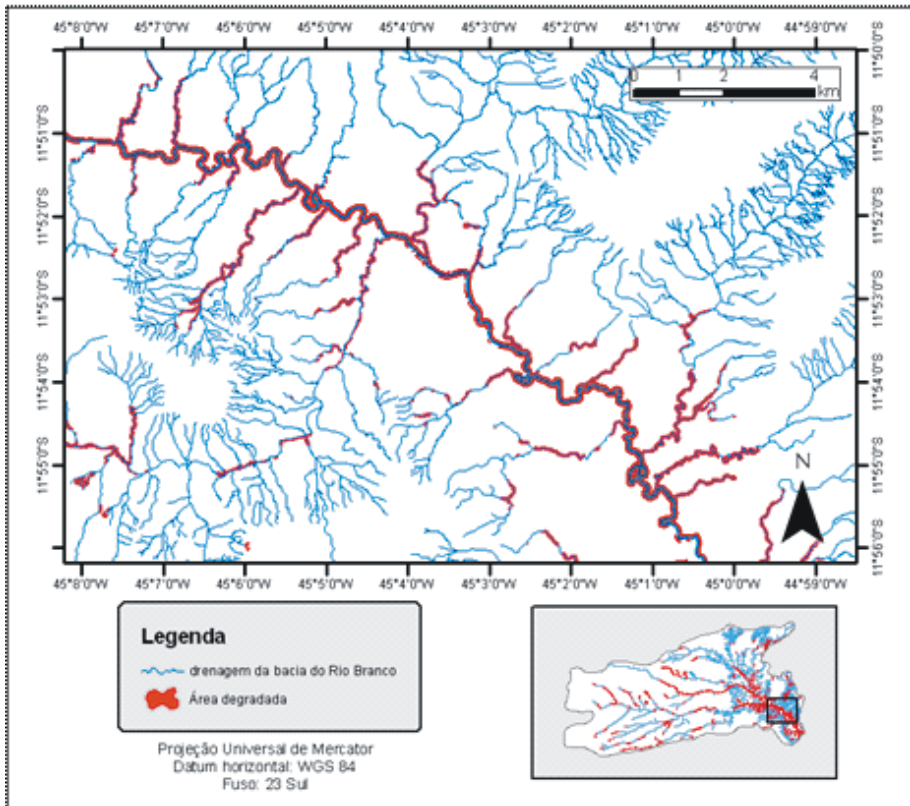 45°8'0"S 45°7'0"S 45°6'0"S 45°5'0"S 45°4'0"S 45°3'0"S 45°2'0"S 45°1'0"S 45°0'0"S 44°59'0"S
11°50'0"S
0 1 2 4
km
11°51'0"S 11°51'0"S
11°52'0"S 11°52'0"S
11°53'0"S 11°53'0"S
11°54'0"S 11°54'0"S
11°55'0"S 11°55'0"S
N
11°56'0"S
45°8'0"S 45°7'0"S 45°6'0"S 45°5'0"S 45°4'0"S 45°3'0"S 45°2'0"S 45°1'0"S 45°0'0"S 44°59'0"S
Legenda
drenagem da bacia do Rio Branco
Área degradada
Projeção Universal de Mercator
Datum horizontal: WGS 84
Fuso: 23 Sul